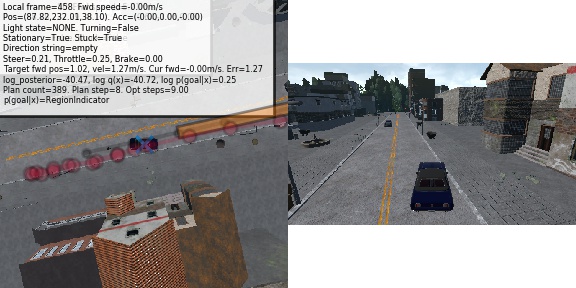 Local frame=458. Fwd speed=-0.00m/s
Pos=(87.82,232.01,38.10). Acc=(-0:00,0.00,-0.00)
Light state=NONE. Turning=False
Stationary=True. Stuck=True
Direction string=empty
Steer=0.21, Throttle=0.25, Brake=0.00
Target fwd pos=1.02, vel=1.27m/s. Cur fwd=-0.00m/s. Err=1.27
log_posterior=-40.47, log q(x)=-40.72, log p(goal|x)=0.25
Plan count=389. Plan step=8. Opt steps=9.00
p(goal|x)=RegionIndicator